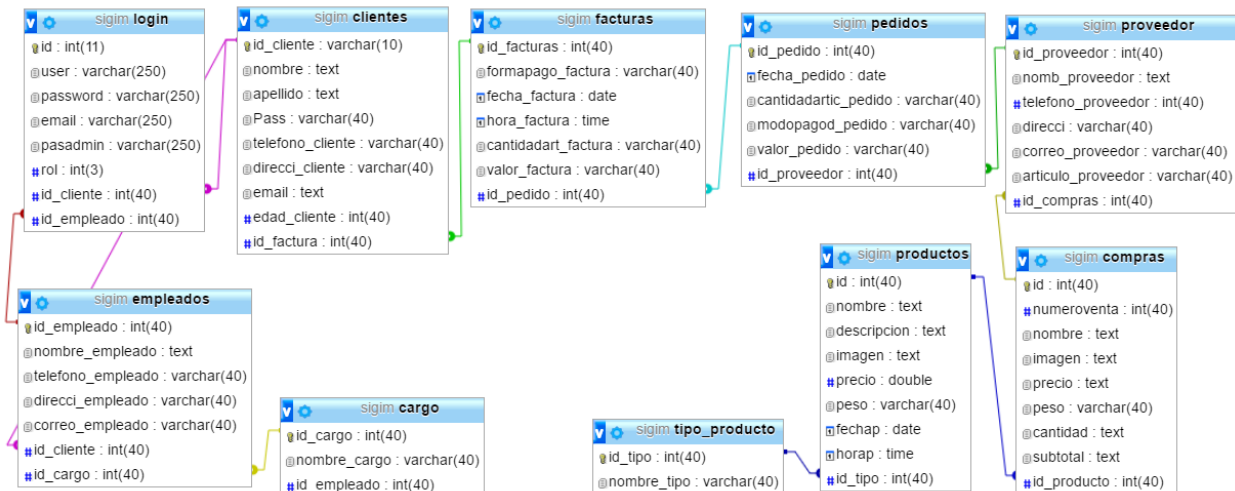 sigim login
id : int(11)
user : varchar(250)
password : varchar(250)
email : varchar(250)
pasadmin : varchar(250)
rol : int(3)
id_cliente : int(40)
id_empleado : int(40)
sigim clientes
id_cliente : varchar(10)
nombre : text
apellido : text
Pass : varchar(40)
telefono_cliente : varchar(40)
direcci_cliente : varchar(40)
email : text
edad_cliente : int(40)
id_factura : int(40)
sigim facturas
id_facturas : int(40)
formapago_factura : varchar(40)
fecha_factura : date
hora_factura : time
cantidadart_factura : varchar(40)
valor_factura : varchar(40)
id_pedido : int(40)
sigim pedidos
id_pedido : int(40)
fecha_pedido : date
cantidadartic_pedido : varchar(40)
modopagod_pedido : varchar(40)
valor_pedido : varchar(40)
id_proveedor : int(40)
sigim proveedor
id_proveedor : int(40)
nomb_proveedor : text
telefono_proveedor : int(40)
direcci : varchar(40)
correo_proveedor : varchar(40)
articulo_proveedor : varchar(40)
id_compras : int(40)
sigim empleados
id_empleado : int(40)
nombre_empleado : text
telefono_empleado : varchar(40)
direcci_empleado : varchar(40)
correo_empleado : varchar(40)
id_cliente : int(40)
id_cargo : int(40)
sigim cargo
id_cargo : int(40)
nombre_cargo : varchar(40)
id_empleado : int(40)
sigim tipo_producto
id_tipo : int(40)
nombre_tipo : varchar(40)
sigim productos
id : int(40)
nombre : text
descripcion : text
imagen : text
precio : double
peso : varchar(40)
fechap : date
horap : time
id_tipo : int(40)
sigim compras
id : int(40)
numeroventa : int(40)
nombre : text
imagen : text
precio : text
peso : varchar(40)
cantidad : text
subtotal : text
id_producto : int(40)